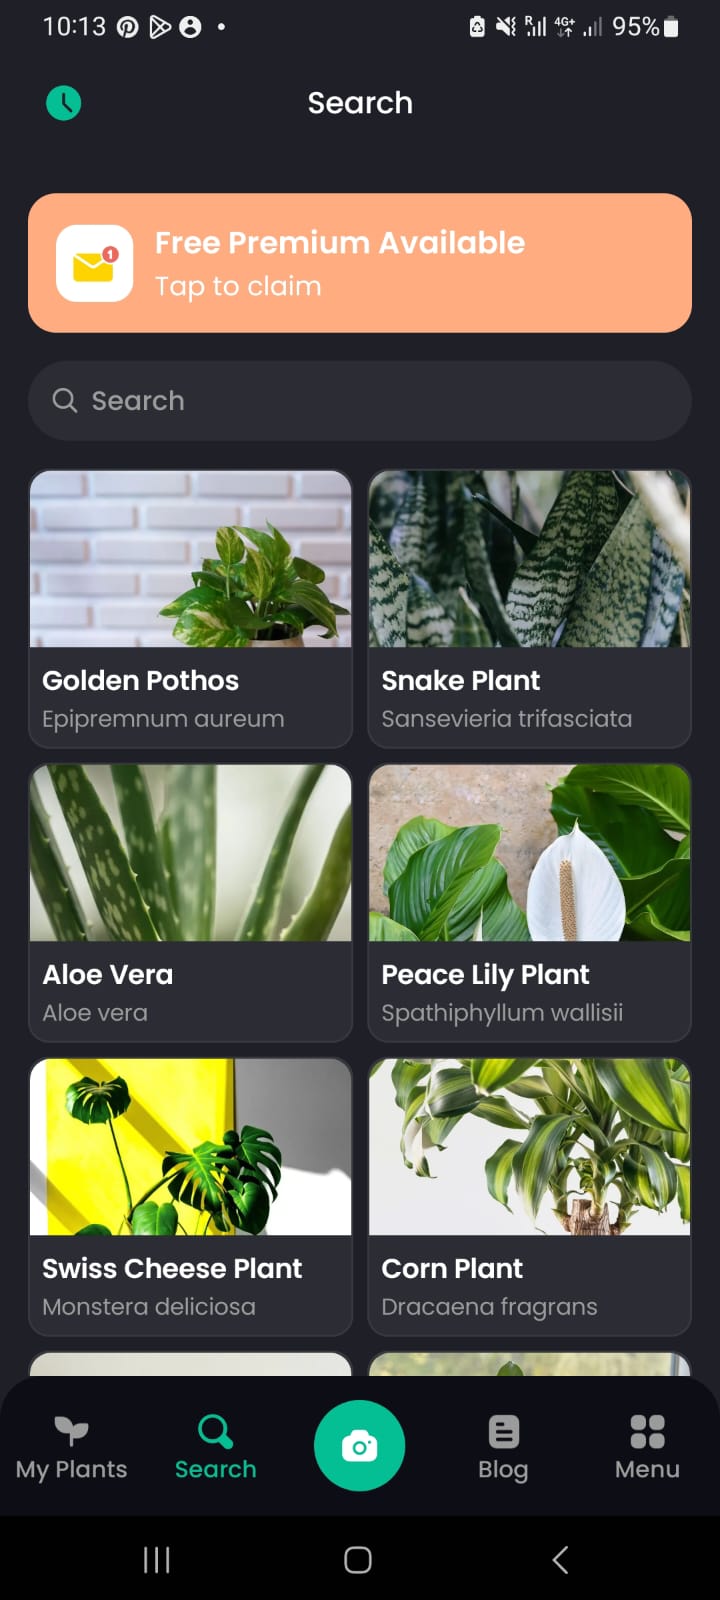 10:13
R 4G+ 95%
Search
1
Free Premium Available
Tap to claim
Search
Golden Pothos
Epipremnum aureum
Snake Plant
Sansevieria trifasciata
Aloe Vera
Aloe vera
Peace Lily Plant
Spathiphyllum wallisii
Swiss Cheese Plant
Monstera deliciosa
Corn Plant
Dracaena fragrans
My Plants
Search
Blog
Menu